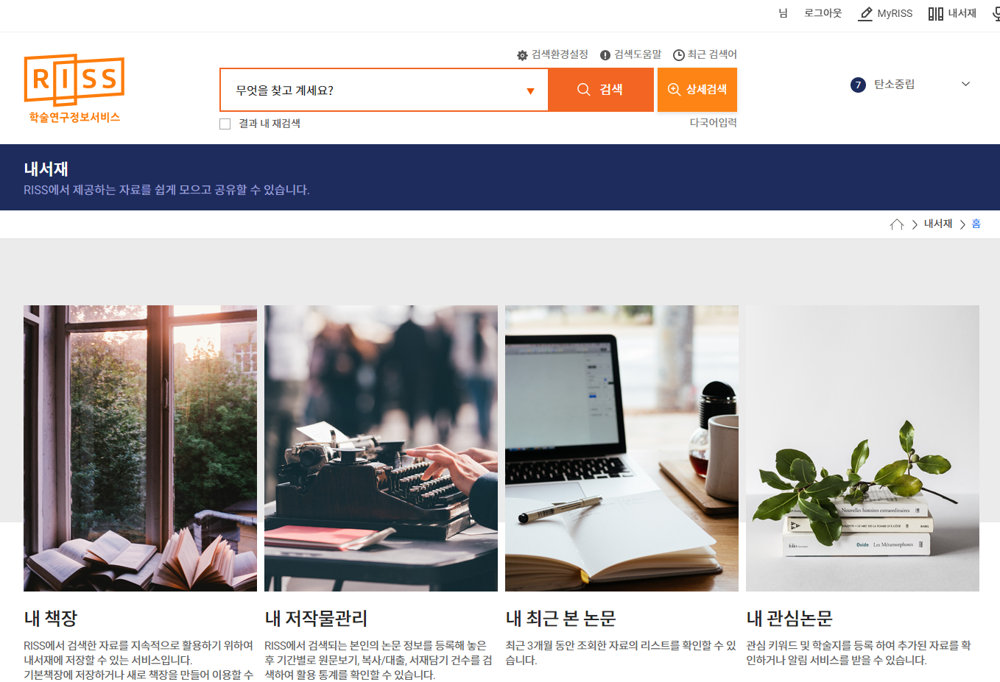 님 로그아웃 MyRISS 내서재
검색환경설정 검색도움말 최근 검색어
RISS
학술연구정보서비스
무엇을 찾고 계세요?
검색
상세검색
7 탄소중립
결과 내 재검색
다국어입력
내서재
RISS에서 제공하는 자료를 쉽게 모으고 공유할 수 있습니다.
내서재 홈
Nouvelles histoires extraordinaires
Ovide Les Métamorphoses
folio
내 책장
RISS에서 검색한 자료를 지속적으로 활용하기 위하여
내서재에 저장할 수 있는 서비스입니다.
기본책장에 저장하거나 새로 책장을 만들어 이용할 수
내 저작물관리
RISS에서 검색되는 본인의 논문 정보를 등록해 놓은
후 기간별로 원문보기, 복사/대출, 서재담기 건수를 검
색하여 활용 통계를 확인할 수 있습니다.
내 최근 본 논문
최근 3개월 동안 조회한 자료의 리스트를 확인할 수 있
습니다.
내 관심논문
관심 키워드 및 학술지를 등록 하여 추가된 자료를 확
인하거나 알림 서비스를 받을 수 있습니다.